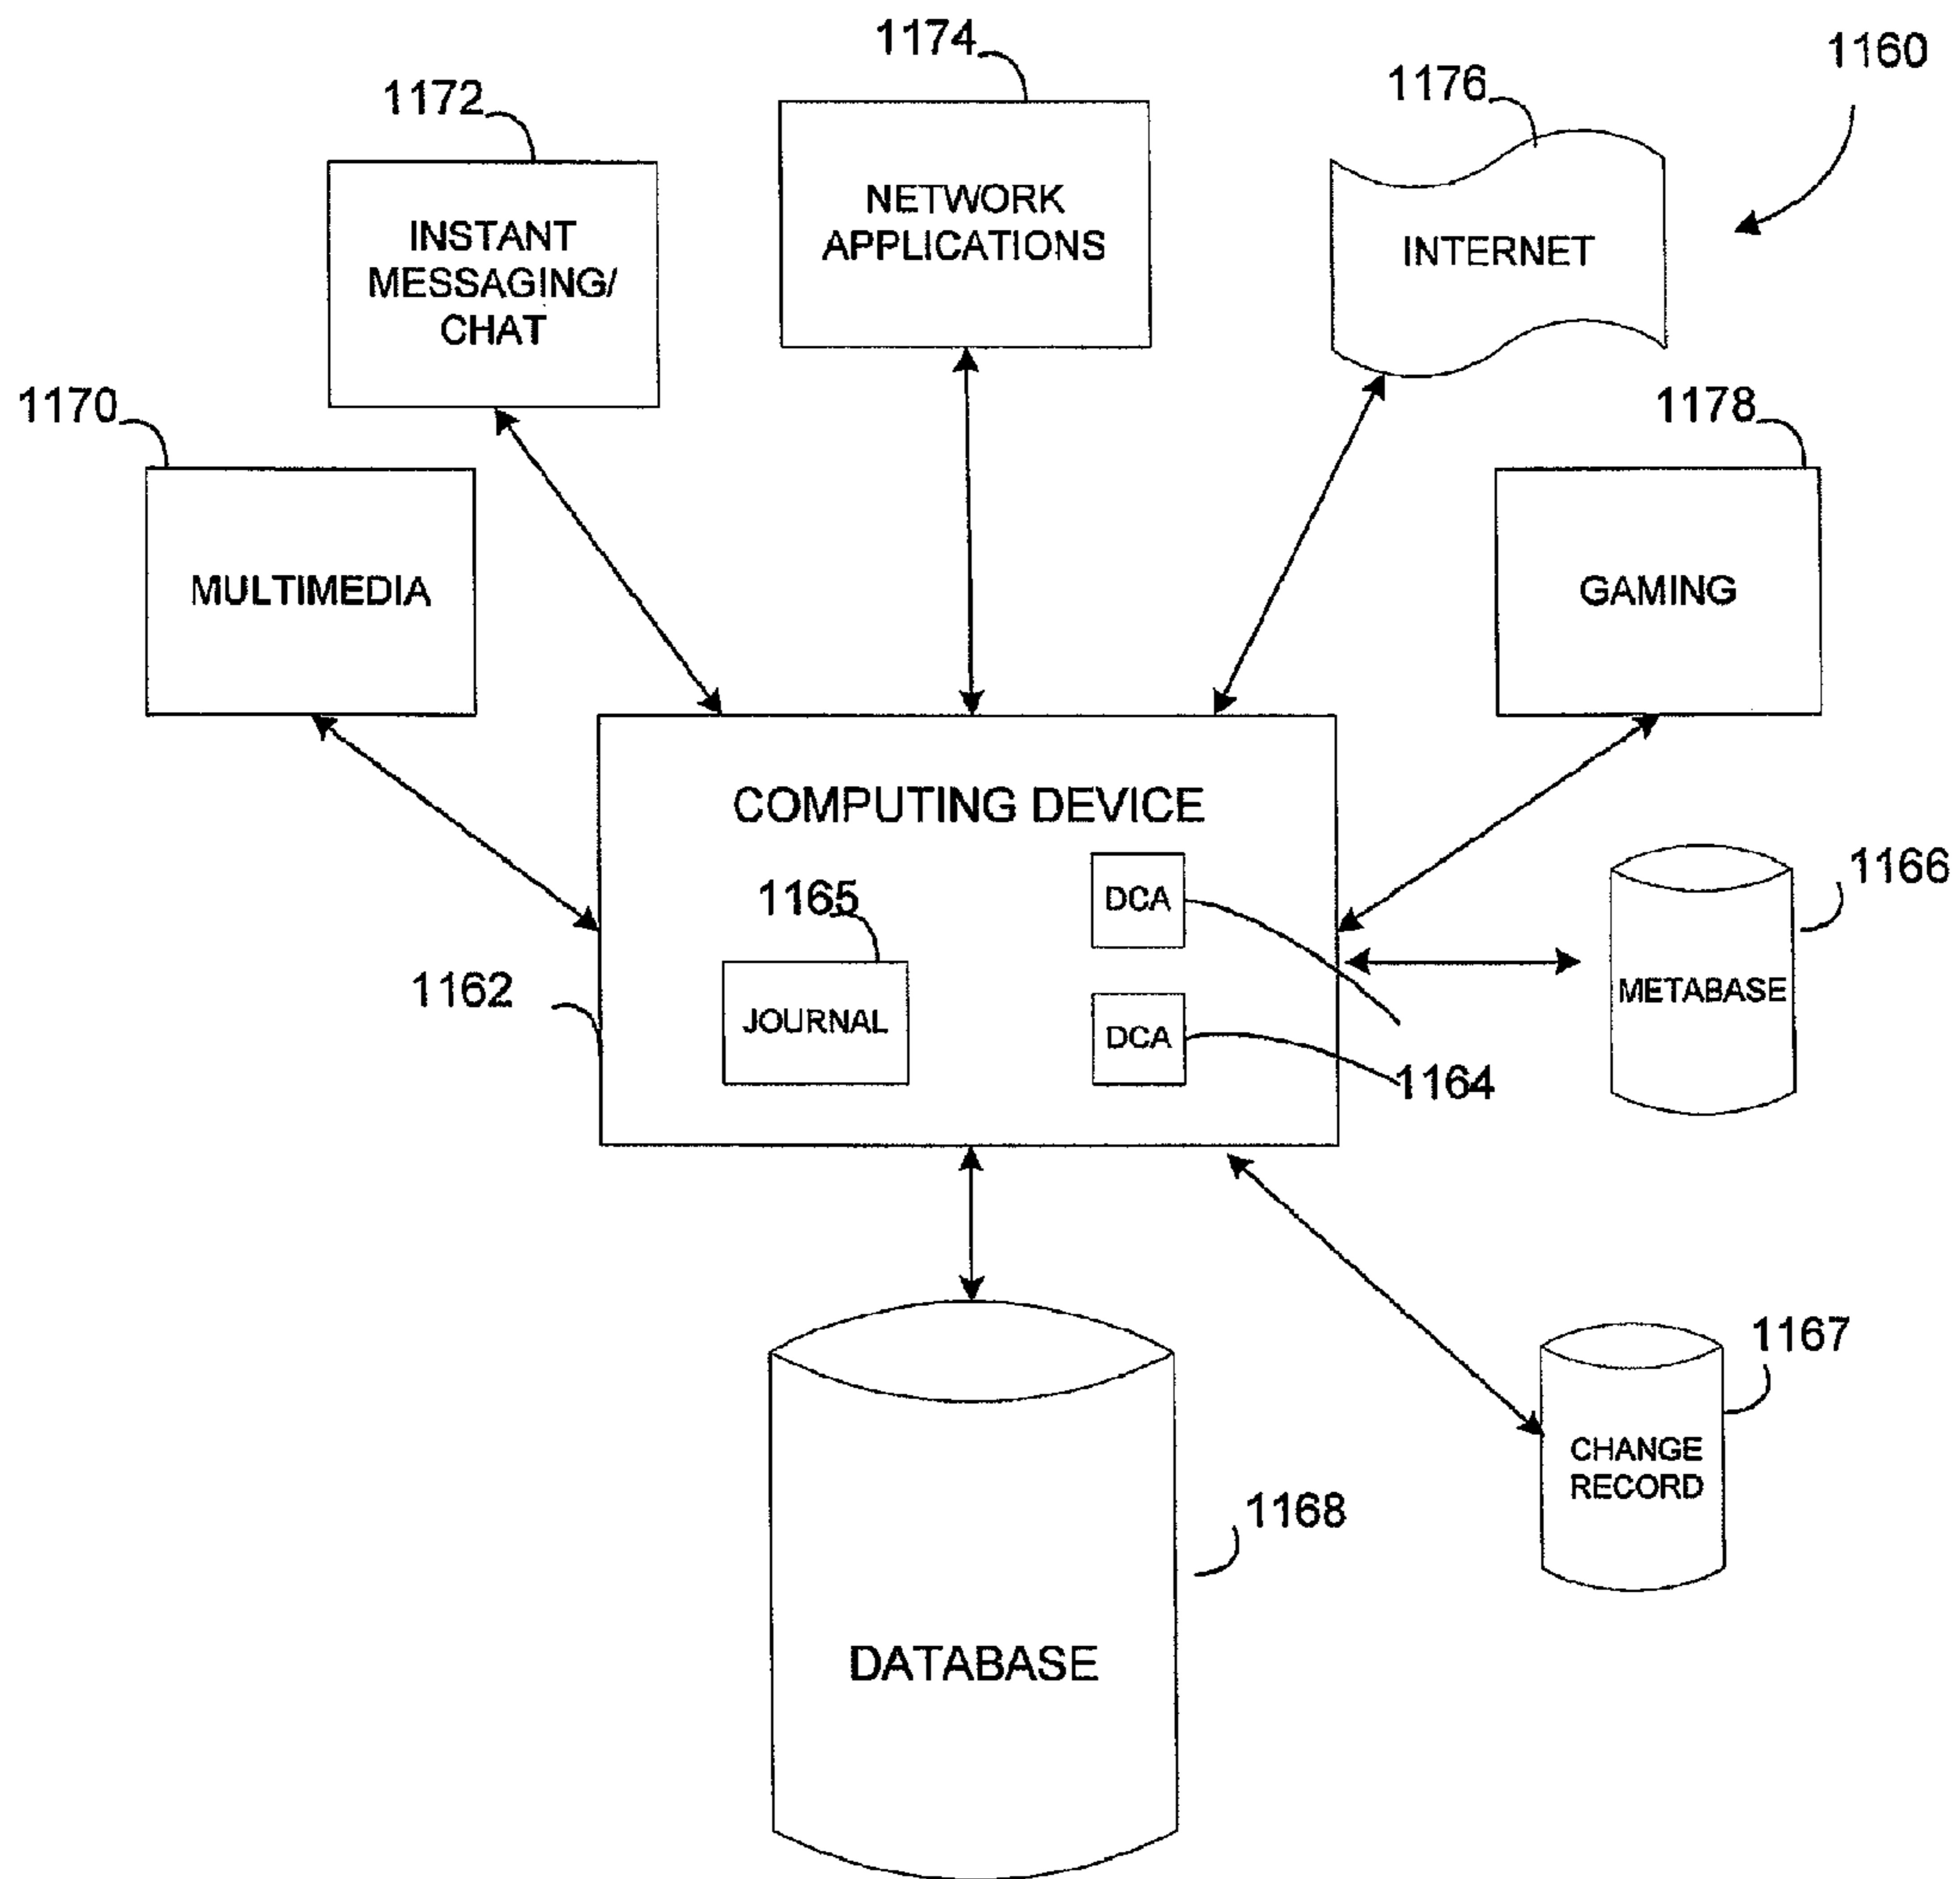 1174
1160
1176
1172
NETWORK
APPLICATIONS
INSTANT
MESSAGING/
CHAT
INTERNET
1170
1178
MULTIMEDIA
GAMING
COMPUTING DEVICE
1166
1165
DCA
1162
METABASE
JOURNAL
DCA
1164
1167
CHANGE
RECORD
1168
DATABASE